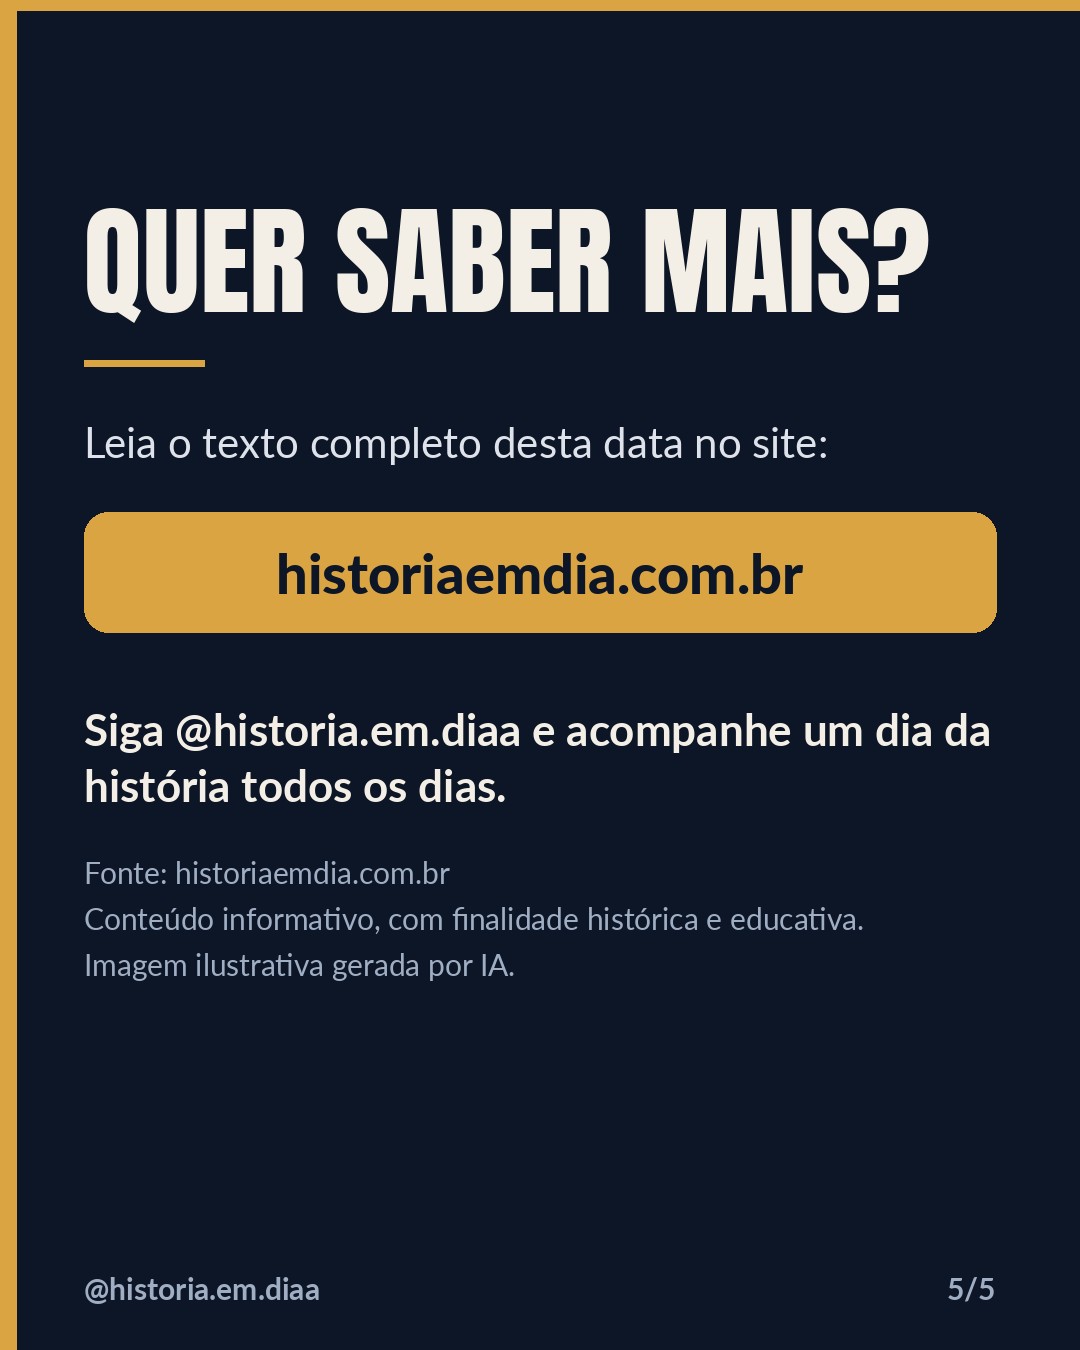 QUER SABER MAIS?
Leia o texto completo desta data no site:
historiaemdia.com.br
Siga @historia.em.diaa e acompanhe um dia da
história todos os dias.
Fonte: historiaemdia.com.br
Conteúdo informativo, com finalidade histórica e educativa.
Imagem ilustrativa gerada por IA.
@historia.em.diaa
5/5